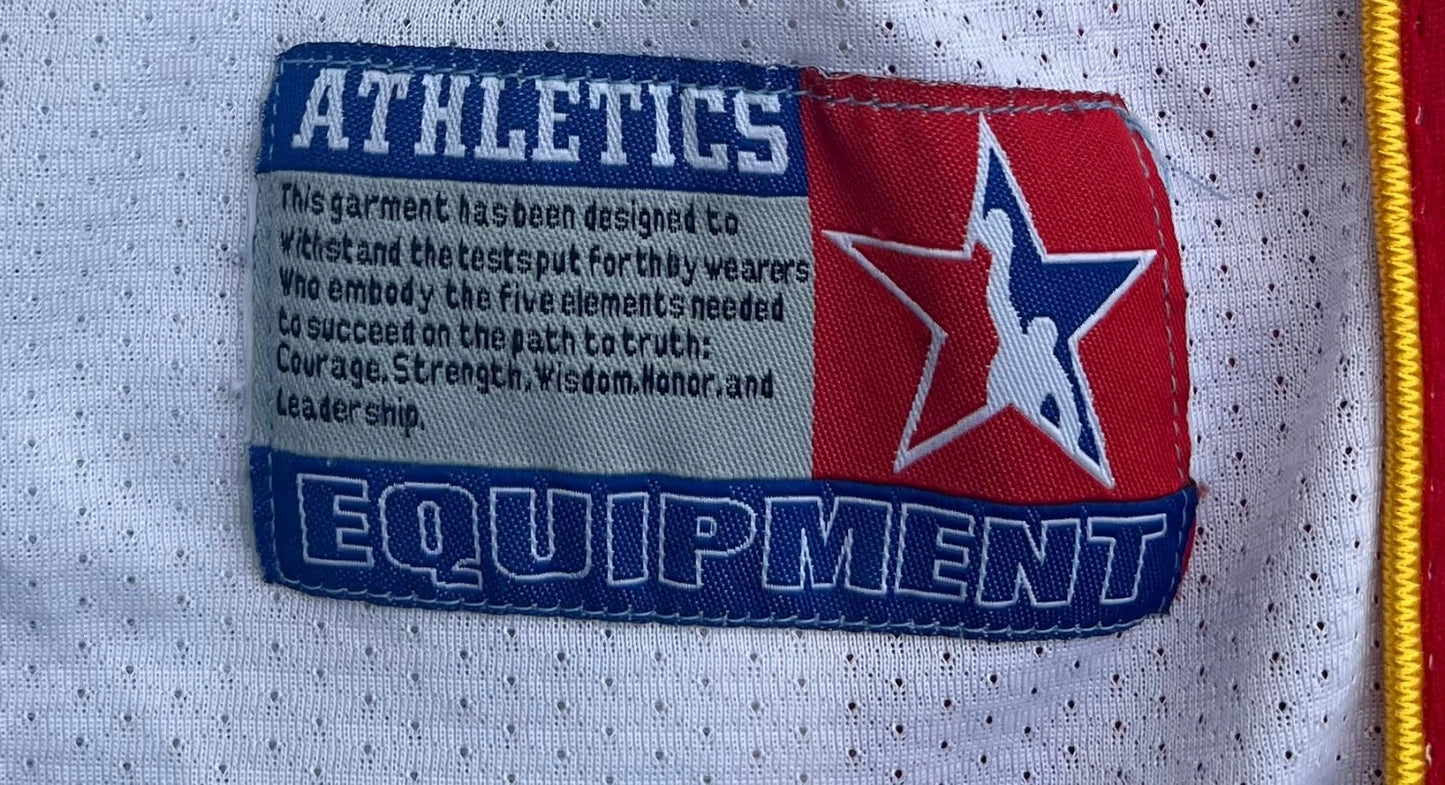 ATHLETICS
This garment has been designed to
withstand the tests put forth by wearers
who embody the five elements needed
to succeed on the path to truth:
Courage, Strength, Wisdom, Honor, and
Leadership.
EQUIPMENT